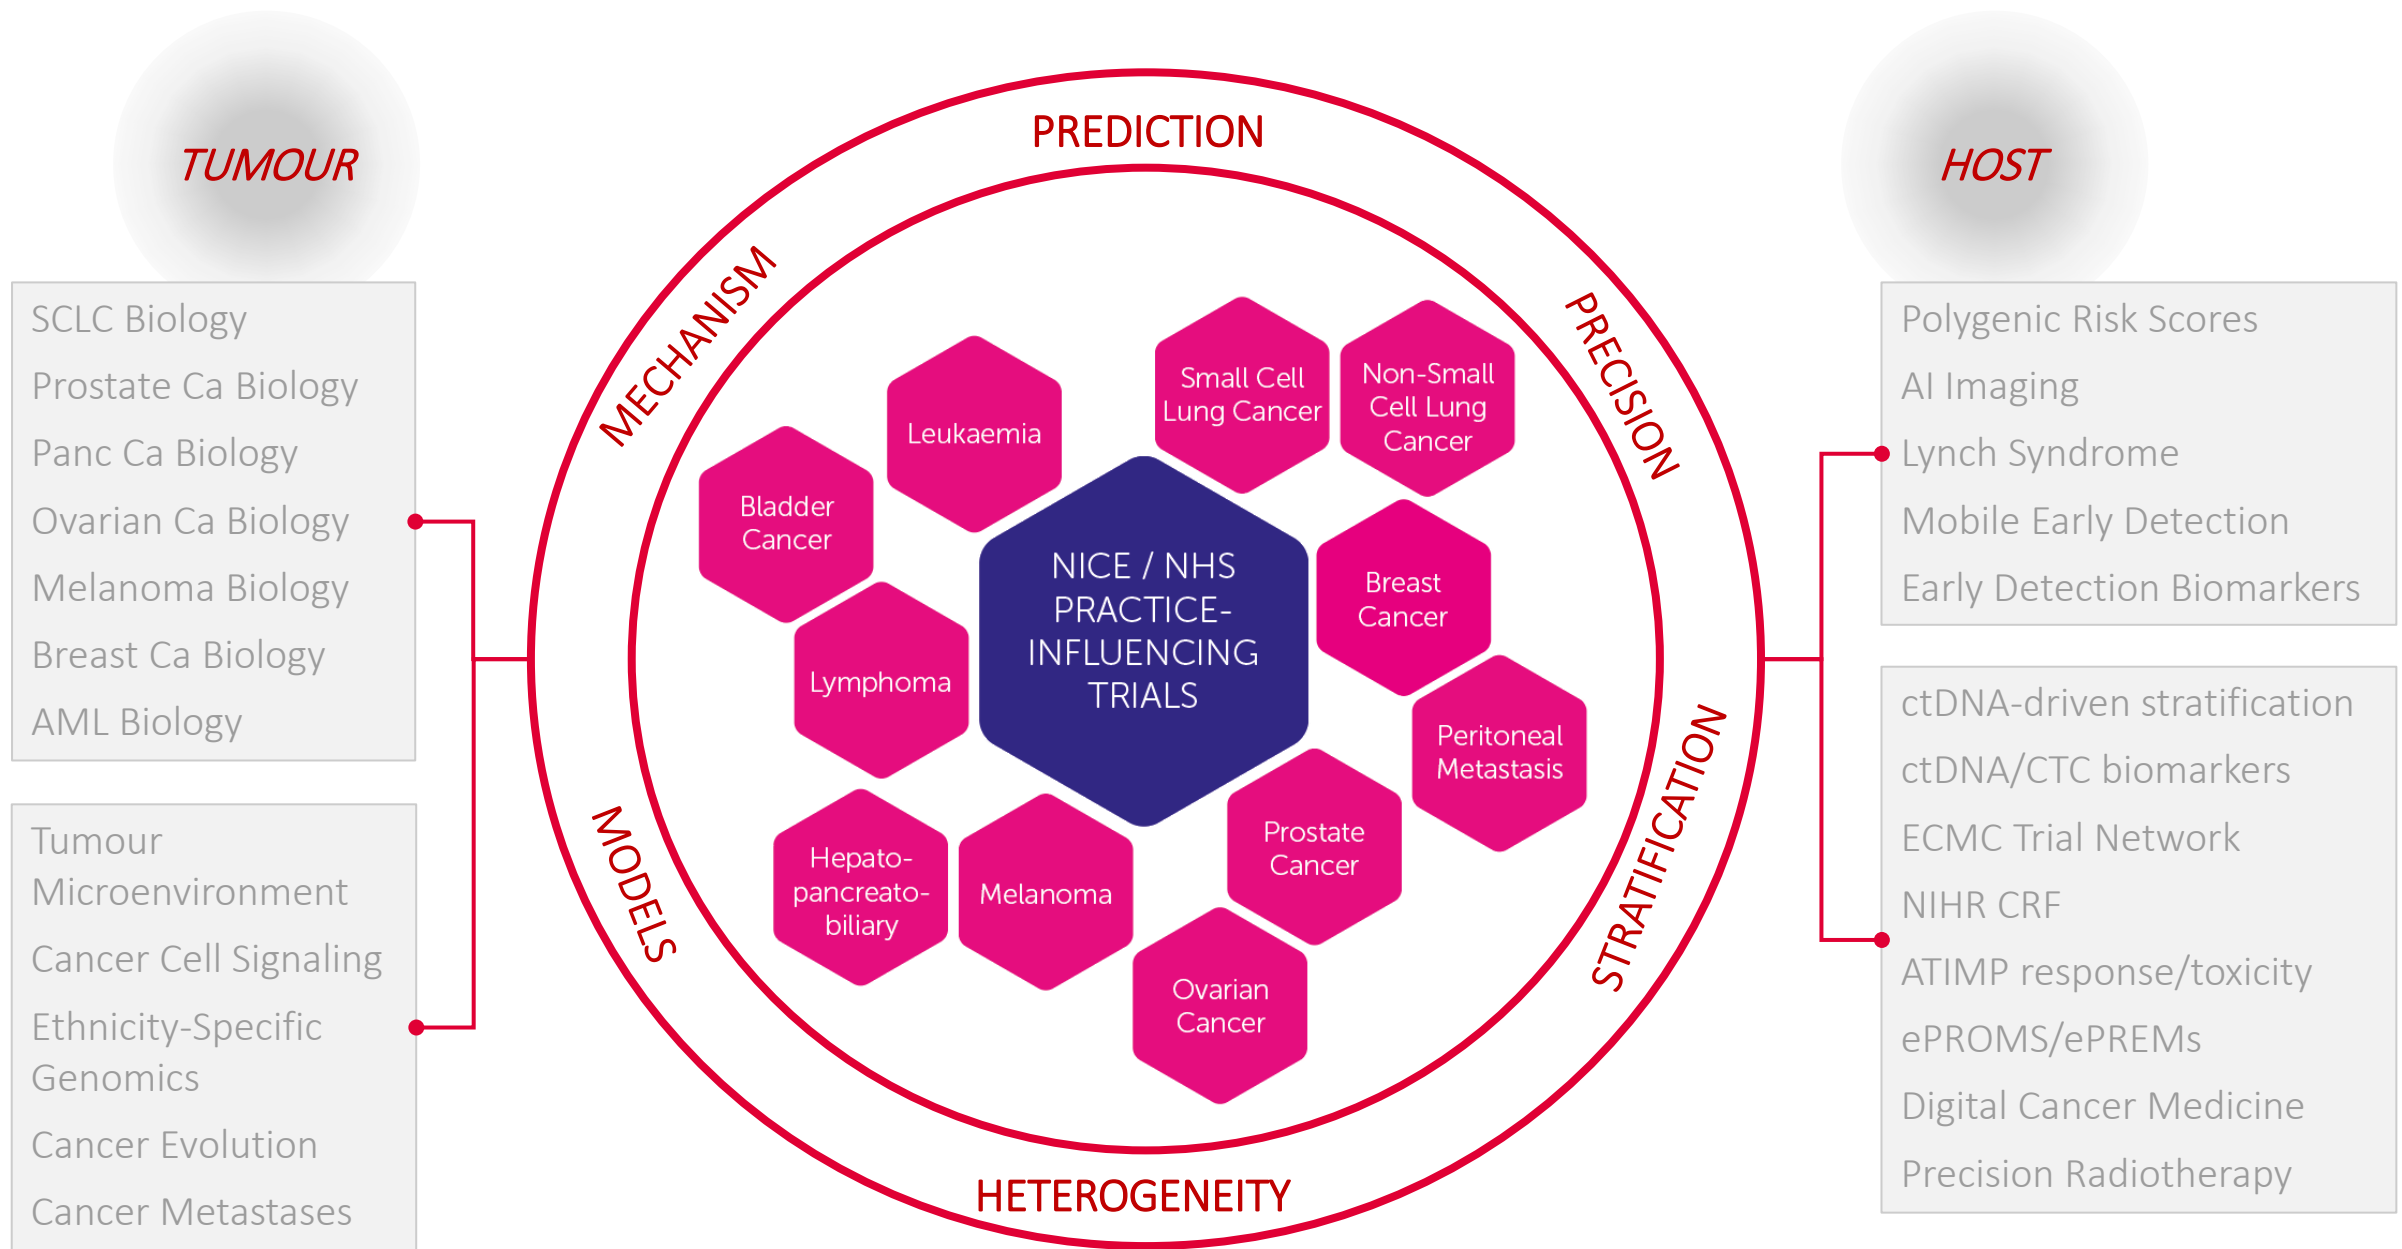 TUMOUR
SCLC Biology
Prostate Ca Biology
Panc Ca Biology
Ovarian Ca Biology
Melanoma Biology
Breast Ca Biology
AML Biology
Tumour
Microenvironment
Cancer Cell Signaling
Ethnicity-Specific
Genomics
Cancer Evolution
Cancer Metastases
PREDICTION
MECHANISM
PRECISION
MODELS
STRATIFICATION
HETEROGENEITY
Leukaemia
Small Cell
Lung Cancer
Non-Small
Cell Lung
Cancer
Bladder
Cancer
NICE / NHS
PRACTICE-
INFLUENCING
TRIALS
Breast
Cancer
Lymphoma
Peritoneal
Metastasis
Hepato-
pancreato-
biliary
Melanoma
Prostate
Cancer
Ovarian
Cancer
HOST
Polygenic Risk Scores
AI Imaging
Lynch Syndrome
Mobile Early Detection
Early Detection Biomarkers
ctDNA-driven stratification
ctDNA/CTC biomarkers
ECMC Trial Network
NIHR CRF
ATIMP response/toxicity
ePROMS/ePREMs
Digital Cancer Medicine
Precision Radiotherapy